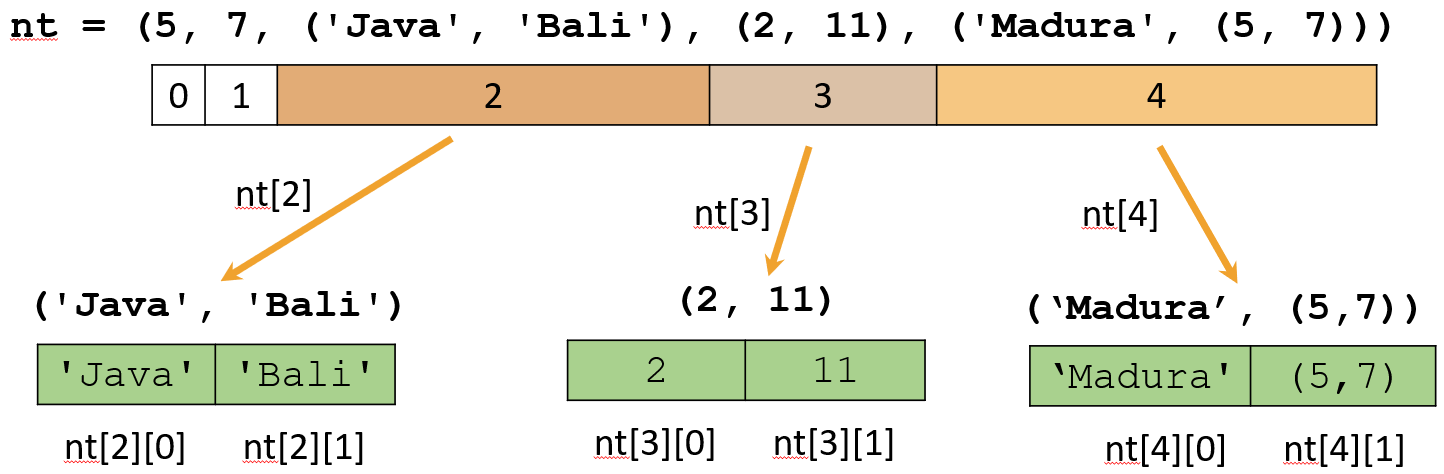 nt = (5, 7, ('Java', 'Bali'), (2, 11), ('Madura', (5, 7)))
0 1 2 3 4
nt[2] nt[3] nt[4]
('Java', 'Bali') (2, 11) (‘Madura’, (5,7))
'Java' 'Bali' 2 11 ‘Madura' (5,7)
nt[2][0] nt[2][1] nt[3][0] nt[3][1] nt[4][0] nt[4][1]